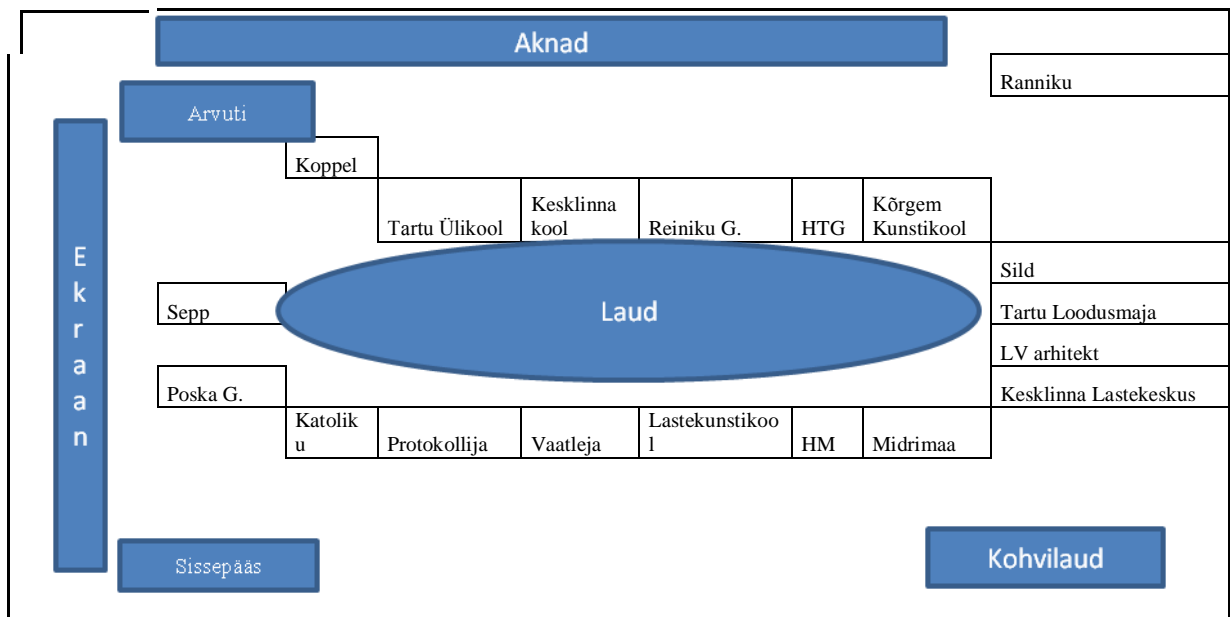 Aknad
Ranniku
Arvuti
Koppel
Tartu Ülikool
Kesklinna
kool
Reiniku G.
HTG
Kõrgem
Kunstikool
Ekraan
Sild
Sepp
Laud
Tartu Loodusmaja
LV arhitekt
Poska G.
Kesklinna Lastekeskus
Katolik
u
Protokollija
Vaatleja
Lastekunstikoo
l
HM
Midrimaa
Sissepääs
Kohvilaud